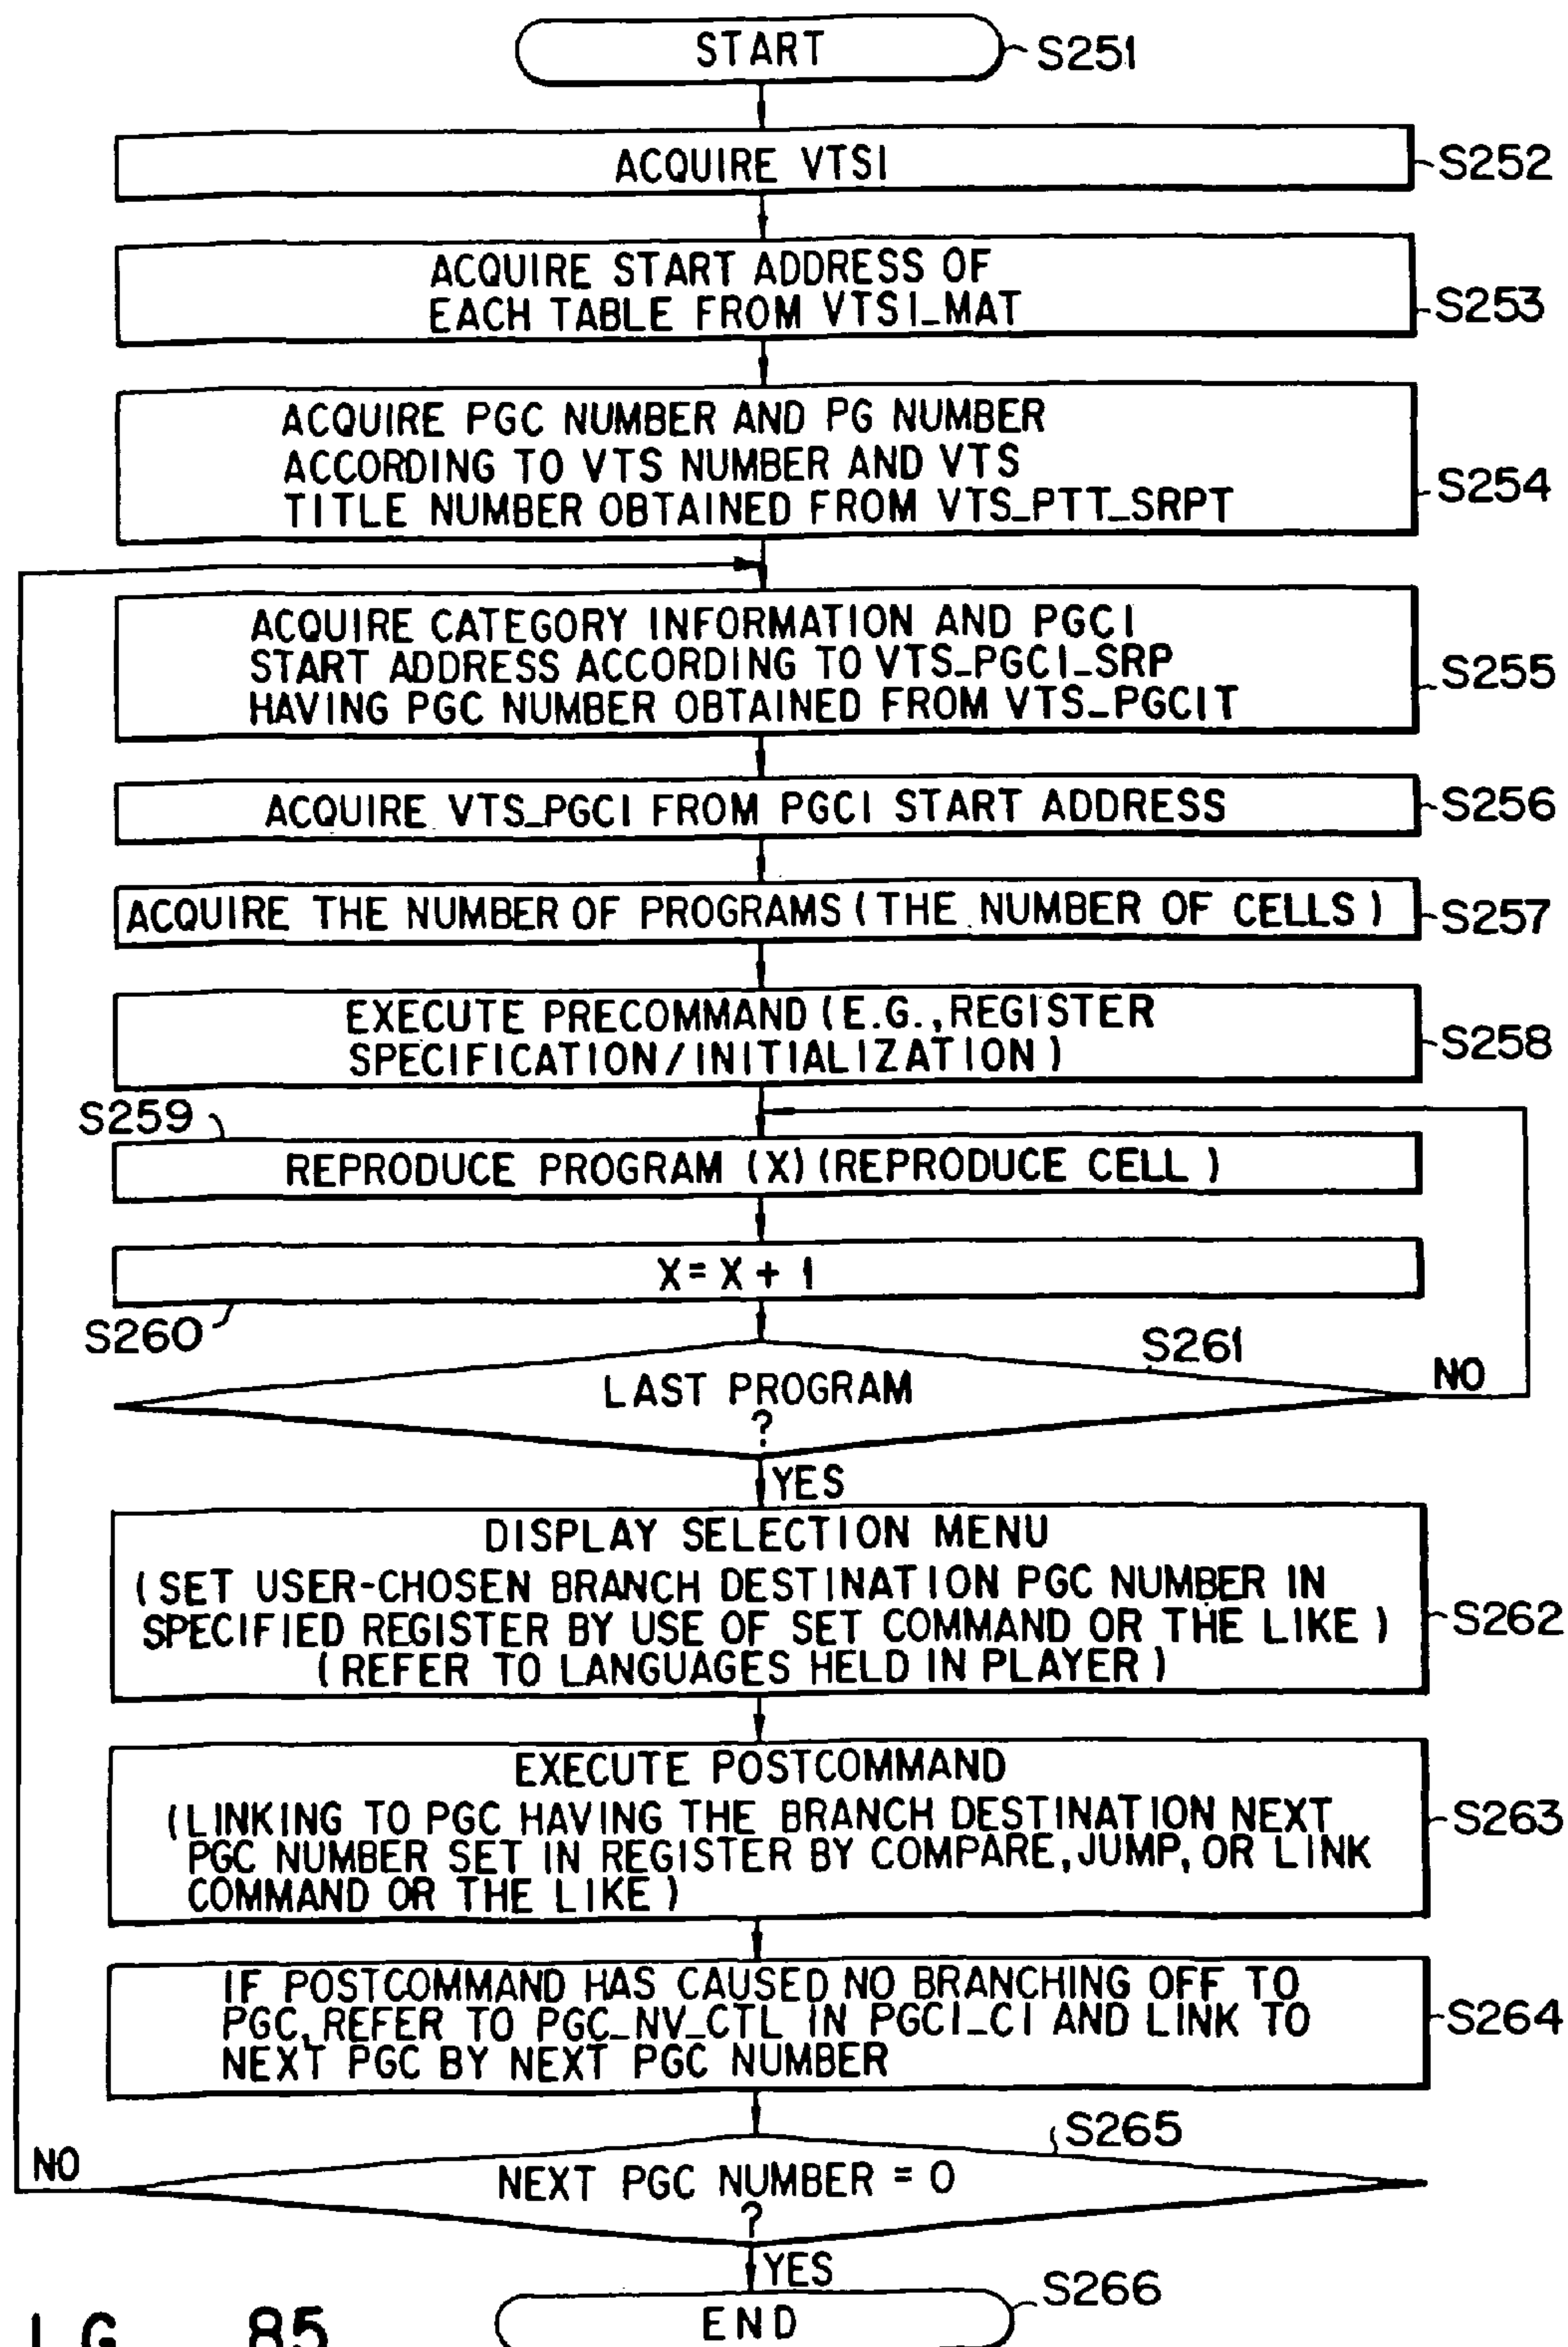 START
S251
ACQUIRE VTSI
S252
ACQUIRE START ADDRESS OF
EACH TABLE FROM VTSI_MAT
S253
ACQUIRE PGC NUMBER AND PG NUMBER
ACCORDING TO VTS NUMBER AND VTS
TITLE NUMBER OBTAINED FROM VTS_PTT_SRPT
S254
ACQUIRE CATEGORY INFORMATION AND PGCI
START ADDRESS ACCORDING TO VTS_PGCI_SRP
HAVING PGC NUMBER OBTAINED FROM VTS_PGCIT
S255
ACQUIRE VTS_PGCI FROM PGCI START ADDRESS
S256
ACQUIRE THE NUMBER OF PROGRAMS (THE NUMBER OF CELLS)
S257
EXECUTE PRECOMMAND (E.G., REGISTER
SPECIFICATION/INITIALIZATION)
S258
S259
REPRODUCE PROGRAM (X) (REPRODUCE CELL)
X=X+1
S260
S261
LAST PROGRAM
?
NO
YES
DISPLAY SELECTION MENU
(SET USER-CHOSEN BRANCH DESTINATION PGC NUMBER IN
SPECIFIED REGISTER BY USE OF SET COMMAND OR THE LIKE)
(REFER TO LANGUAGES HELD IN PLAYER)
S262
EXECUTE POSTCOMMAND
(LINKING TO PGC HAVING THE BRANCH DESTINATION NEXT
PGC NUMBER SET IN REGISTER BY COMPARE, JUMP, OR LINK
COMMAND OR THE LIKE)
S263
IF POSTCOMMAND HAS CAUSED NO BRANCHING OFF TO
PGC, REFER TO PGC_NV_CTL IN PGCI_CI AND LINK TO
NEXT PGC BY NEXT PGC NUMBER
S264
S265
NO
NEXT PGC NUMBER = 0
?
YES
S266
END
IG. 85